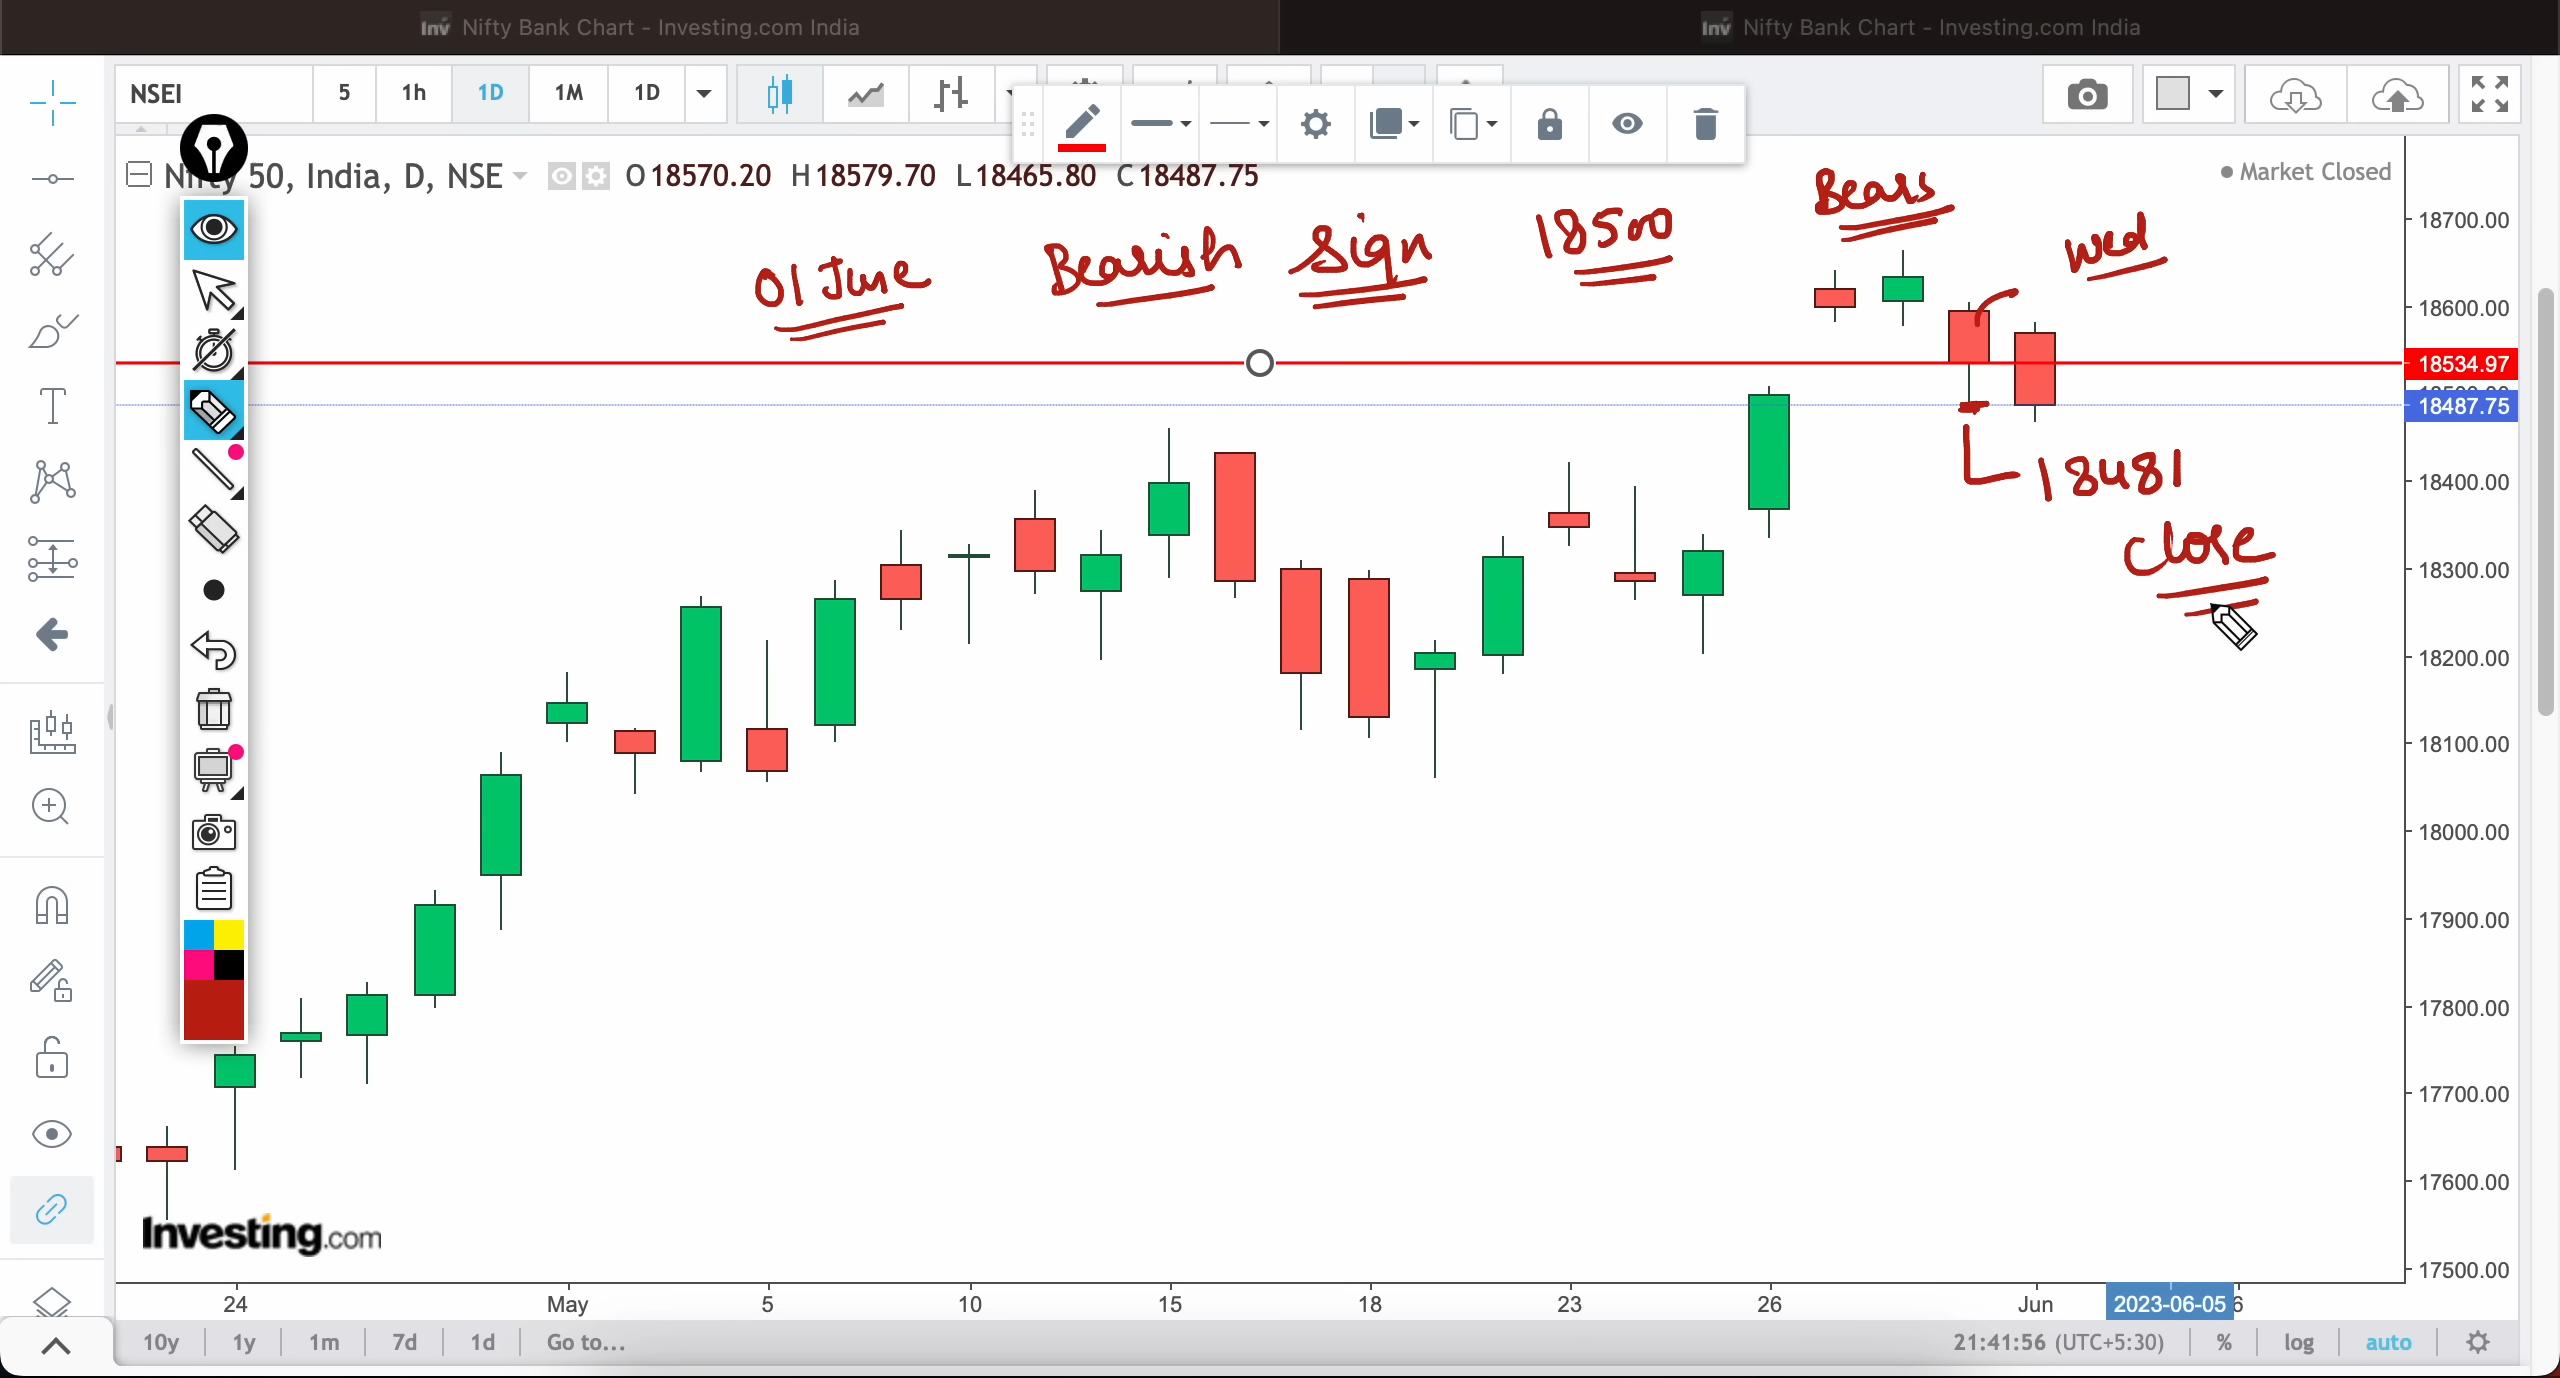 Nifty Bank Chart - Investing.com India
Nifty Bank Chart - Investing.com India
NSEI 5 1h 1D 1M 1D
Nifty 50, India, D, NSE O 18570.20 H 18579.70 L 18465.80 C 18487.75
Market Closed
Bears
01 June Bearish Sign 18500
Wed
18481
Close
18700.00
18600.00
18534.97
18487.75
18400.00
18300.00
18200.00
18100.00
18000.00
17900.00
17800.00
17700.00
17600.00
17500.00
Investing.com
24 May 5 10 15 18 23 26 Jun 2023-06-05 6
10y 1y 1m 7d 1d Go to... 21:41:56 (UTC+5:30) % log auto